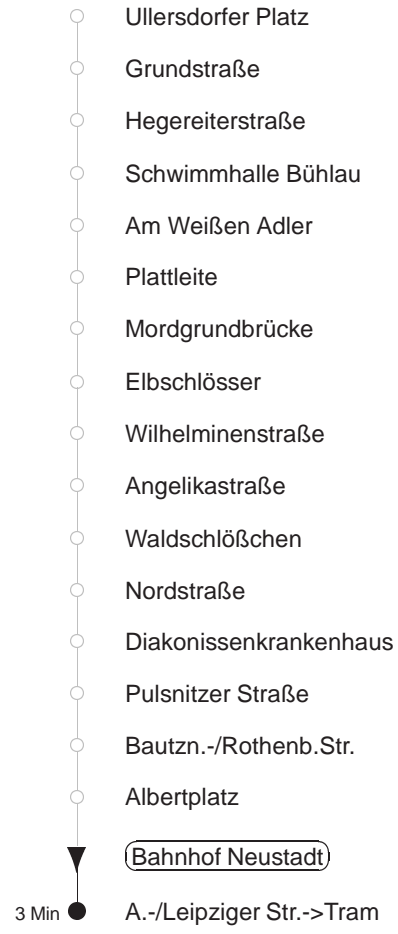 Ullersdorfer Platz
Grundstraße
Hegereiterstraße
Schwimmhalle Bühlau
Am Weißen Adler
Plattleite
Mordgrundbrücke
Elbschlösser
Wilhelminenstraße
Angelikastraße
Waldschlößchen
Nordstraße
Diakonissenkrankenhaus
Pulsnitzer Straße
Bautzn.-/Rothenb.Str.
Albertplatz
Bahnhof Neustadt
3 Min A.-/Leipziger Str.->Tram